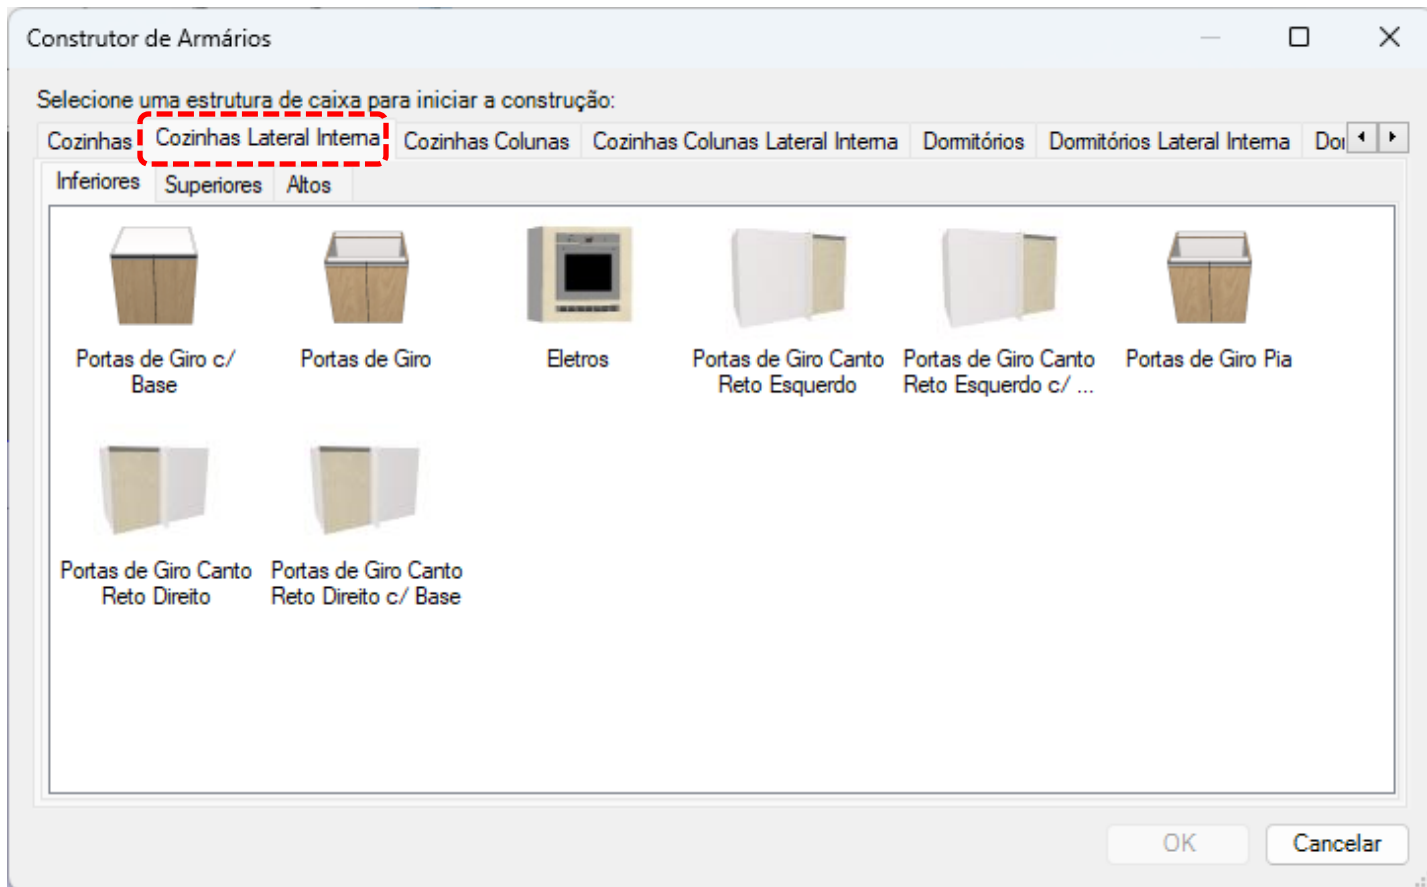 Construtor de Armários
Selecione uma estrutura de caixa para iniciar a construção:
Cozinhas Cozinhas Lateral Interna Cozinhas Colunas Cozinhas Colunas Lateral Interna Dormitórios Dormitórios Lateral Interna Dor
Inferiores Superiores Altos
Portas de Giro c/ Base
Portas de Giro
Eletros
Portas de Giro Canto Reto Esquerdo
Portas de Giro Canto Reto Esquerdo c/ ...
Portas de Giro Pia
Portas de Giro Canto Reto Direito
Portas de Giro Canto Reto Direito c/ Base
OK Cancelar